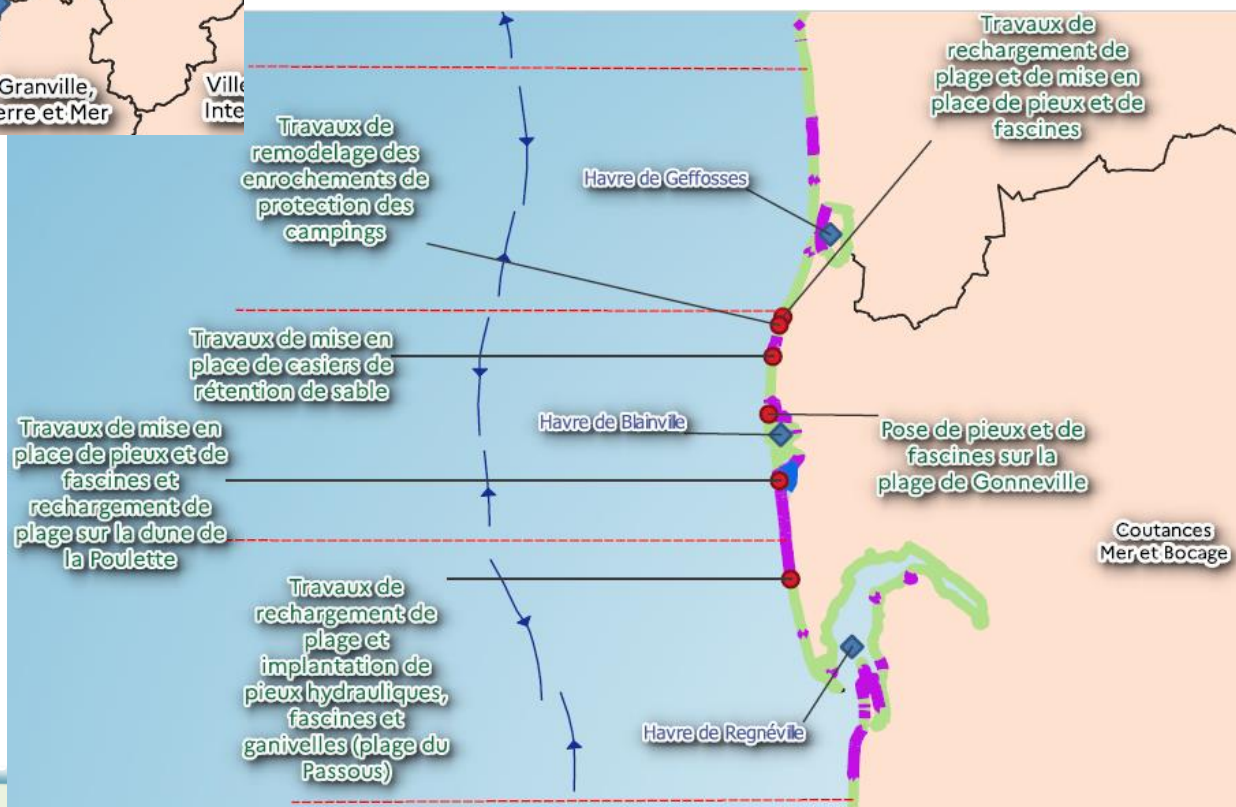 Granville,
erre et Mer
Ville
Inte
Travaux de
rechargement de
plage et de mise en
place de pieux et de
fascines
Travaux de
remodelage des
enrochements de
protection des
campings
Havre de Geffosses
Travaux de mise en
place de casiers de
rétention de sable
Havre de Blainville
Pose de pieux et de
fascines sur la
plage de Gonneville
Travaux de mise en
place de pieux et de
fascines et
rechargement de
plage sur la dune de
la Poulette
Coutances
Mer et Bocage
Travaux de
rechargement de
plage et
implantation de
pieux hydrauliques,
fascines et
ganivelles (plage du
Passous)
Havre de Regnéville